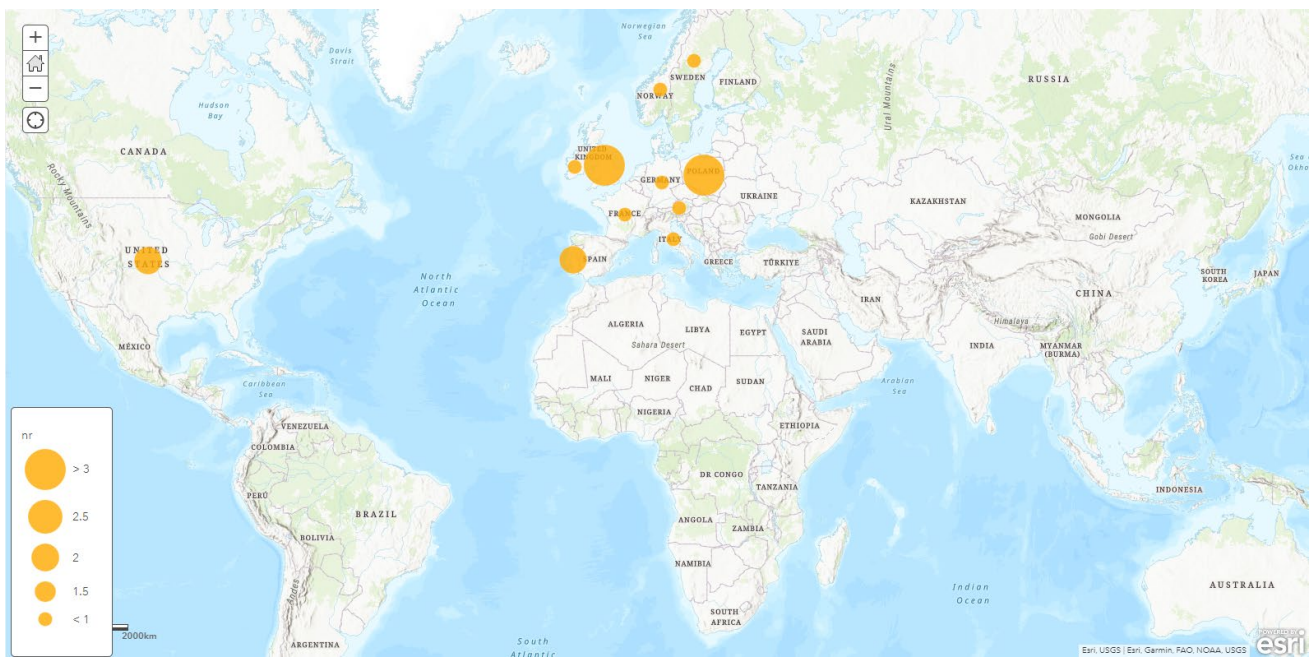 Norwegian
Sea
Davis
Strait
SWEDEN
FINLAND
RUSSIA
NORWAY
Ural Mountains
Hudson
Bay
CANADA
UNITED
KINGDOM
Rocky Mountains
GERMANY
POLAND
UKRAINE
KAZAKHSTAN
MONGOLIA
Gobi Desert
FRANCE
ITALY
UNITED
STATES
SPAIN
GREECE
TÜRKIYE
North
Atlantic
Ocean
SOUTH
KOREA
JAPAN
IRAN
CHINA
Himalaya
ALGERIA
LIBYA
EGYPT
SAUDI
ARABIA
Sahara Desert
MÉXICO
INDIA
MYANMAR
(BURMA)
MALI
NIGER
CHAD
SUDAN
Caribbean
Sea
Arabian
Sea
NIGERIA
ETHIOPIA
VENEZUELA
COLOMBIA
DR CONGO
TANZANIA
INDONESIA
PERÚ
BRAZIL
ANGOLA
ZAMBIA
BOLIVIA
NAMIBIA
Andes
Indian
Ocean
AUSTRALIA
SOUTH
AFRICA
ARGENTINA
South
Atlantic
nr
> 3
2.5
2
1.5
< 1
2000km
Esri, USGS | Esri, Garmin, FAO, NOAA, USGS
POWERED BY
esri